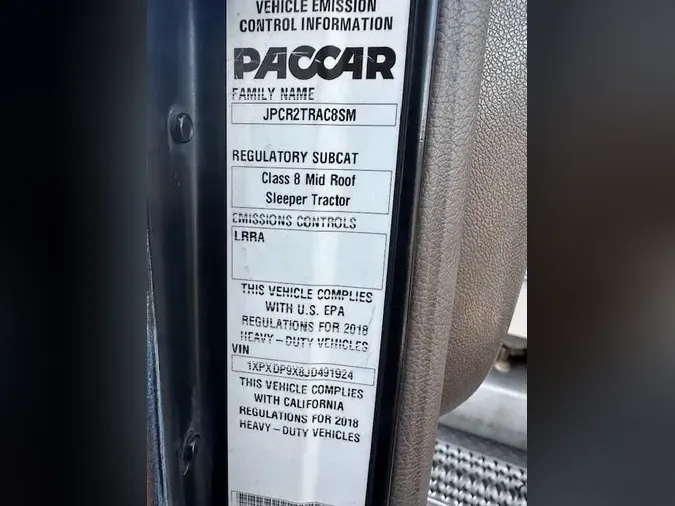 VEHICLE EMISSION
CONTROL INFORMATION
PACCAR
FAMILY NAME
JPCR2TRAC8SM
REGULATORY SUBCAT
Class 8 Mid Roof
Sleeper Tractor
EMISSIONS CONTROLS
LRRA
THIS VEHICLE COMPLIES
WITH U.S. EPA
REGULATIONS FOR 2018
HEAVY – DUTY VEHICLES
VIN
1XPXDP9X8JD491924
THIS VEHICLE COMPLIES
WITH CALIFORNIA
REGULATIONS FOR 2018
HEAVY – DUTY VEHICLES